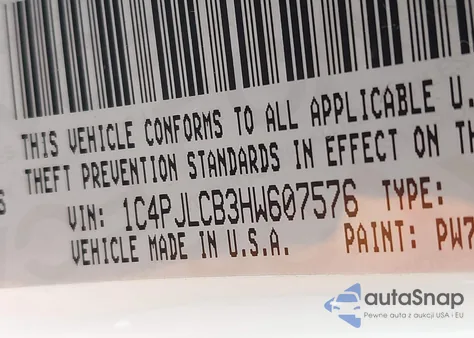 THIS VEHICLE CONFORMS TO ALL APPLICABLE U.
THEFT PREVENTION STANDARDS IN EFFECT ON TH
S
VIN: 1C4PJLCB3HW607576 TYPE:
VEHICLE MADE IN U.S.A. PAINT: PW7
autaSnap
Pewne auta z aukcji USA i EU